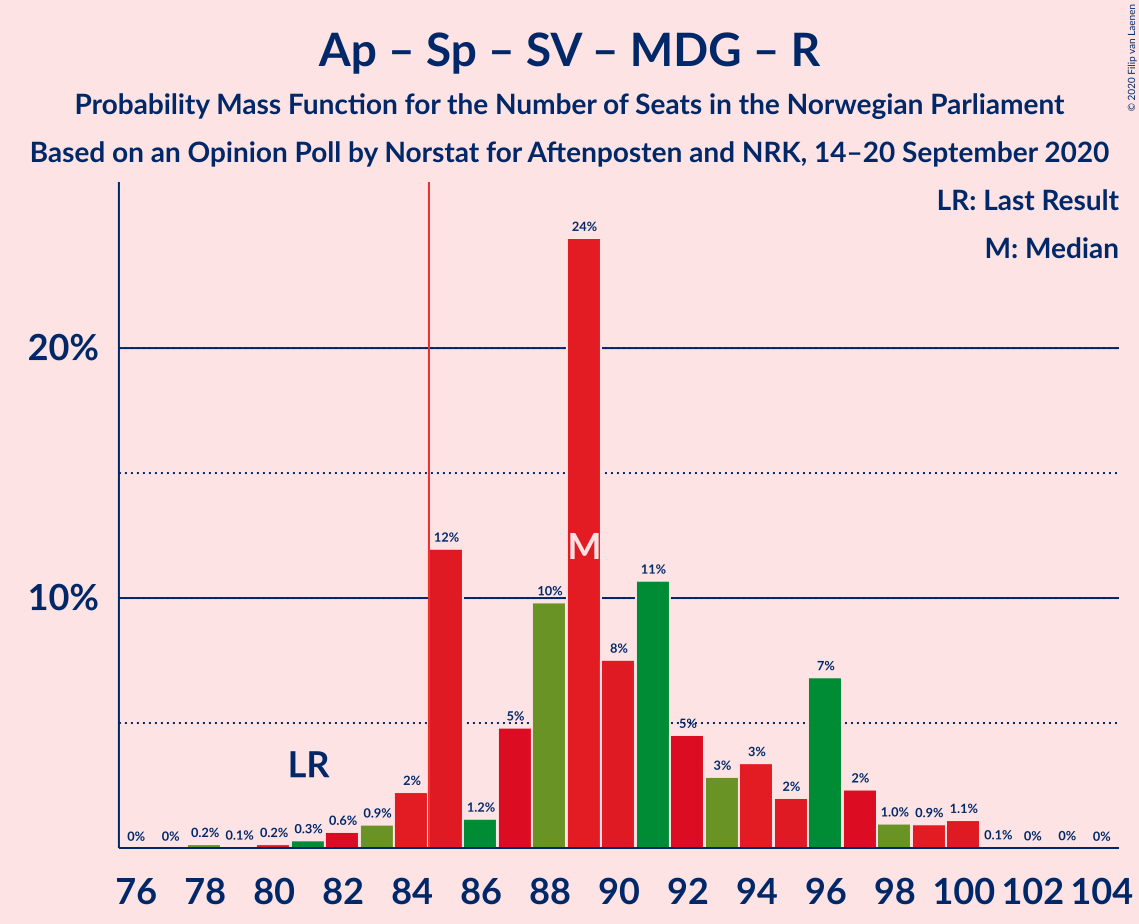 Ap – Sp – SV – MDG – R
Probability Mass Function for the Number of Seats in the Norwegian Parliament
Based on an Opinion Poll by Norstat for Aftenposten and NRK, 14–20 September 2020
© 2020 Filip van Laenen
LR: Last Result
M: Median
20%
10%
0% 0% 0.2% 0.1% 0.2% 0.3% 0.6% 0.9% 2% 12% 1.2% 5% 10% 24% 8% 11% 5% 3% 3% 2% 7% 2% 1.0% 0.9% 1.1% 0.1% 0% 0% 0%
LR
M
76 78 80 82 84 86 88 90 92 94 96 98 100 102 104